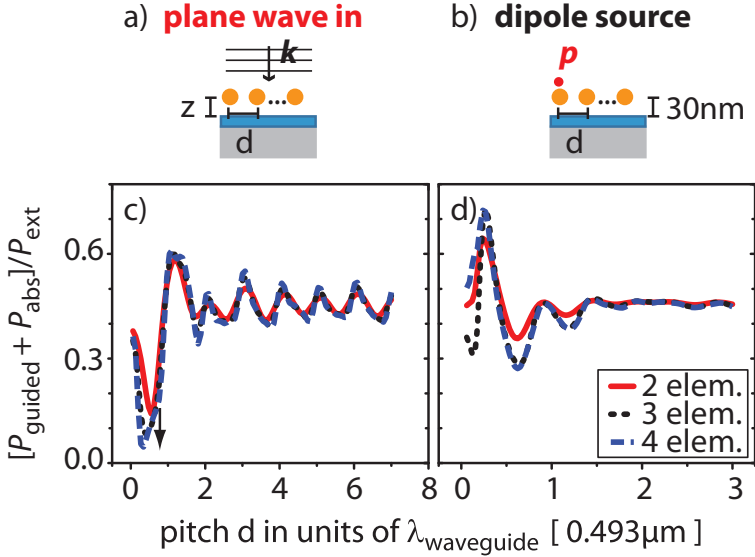 a) plane wave in
b) dipole source
k
p
z
d
d
30nm
c)
d)
[P_guided + P_abs]/P_ext
0.6
0.3
0.0
0 2 4 6 8
0 1 2 3
2 elem.
3 elem.
4 elem.
pitch d in units of λ_waveguide [ 0.493μm ]